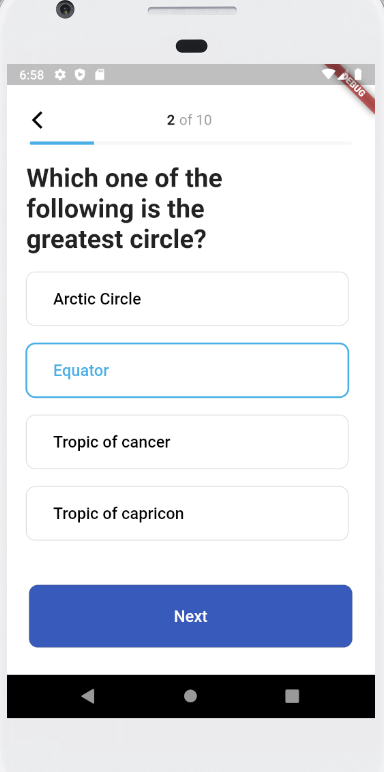 6:58
DEBUG
2 of 10
Which one of the
following is the
greatest circle?
Arctic Circle
Equator
Tropic of cancer
Tropic of capricon
Next